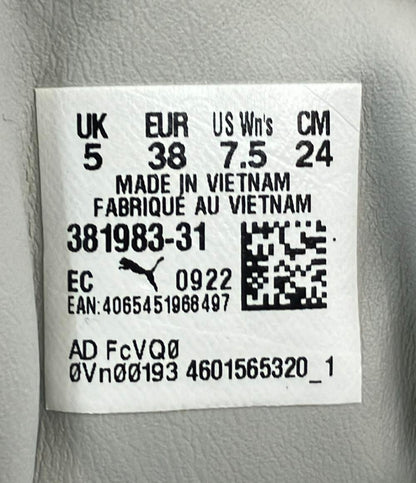 UK EUR US Wn's CM
5 38 7.5 24
MADE IN VIETNAM
FABRIQUÉ AU VIETNAM
381983-31
EC 0922
EAN: 4065451968497
AD FcVQ0
0Vn00193 4601565320_1